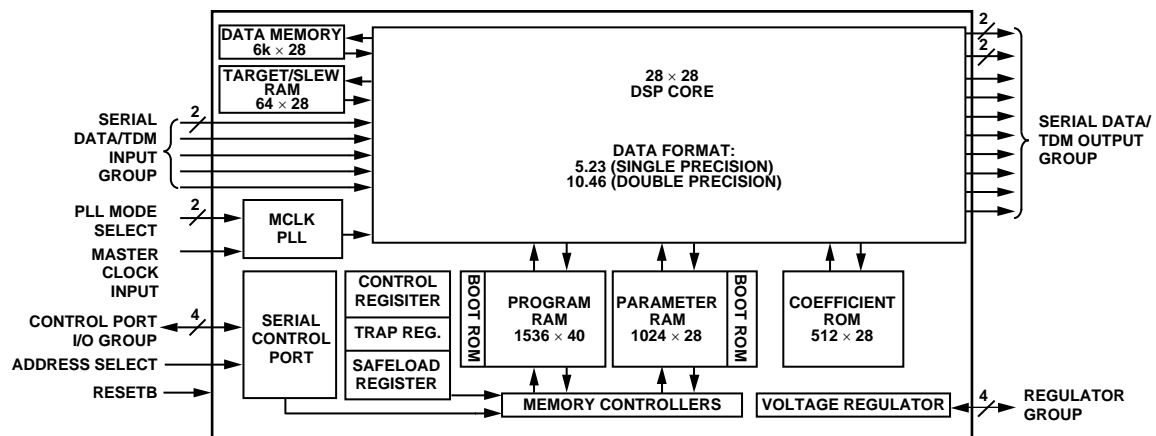 DATA MEMORY
6k × 28
TARGET/SLEW
RAM
64 × 28
28 × 28
DSP CORE
DATA FORMAT:
5.23 (SINGLE PRECISION)
10.46 (DOUBLE PRECISION)
2
2
SERIAL DATA/
TDM OUTPUT
GROUP
2
SERIAL
DATA/TDM
INPUT
GROUP
2
PLL MODE
SELECT
MCLK
PLL
MASTER
CLOCK
INPUT
4
CONTROL PORT
I/O GROUP
ADDRESS SELECT
RESETB
SERIAL
CONTROL
PORT
CONTROL
REGISITER
TRAP REG.
SAFELOAD
REGISTER
BOOT ROM
PROGRAM
RAM
1536 × 40
PARAMETER
RAM
1024 × 28
BOOT ROM
COEFFICIENT
ROM
512 × 28
MEMORY CONTROLLERS
VOLTAGE REGULATOR
4
REGULATOR
GROUP